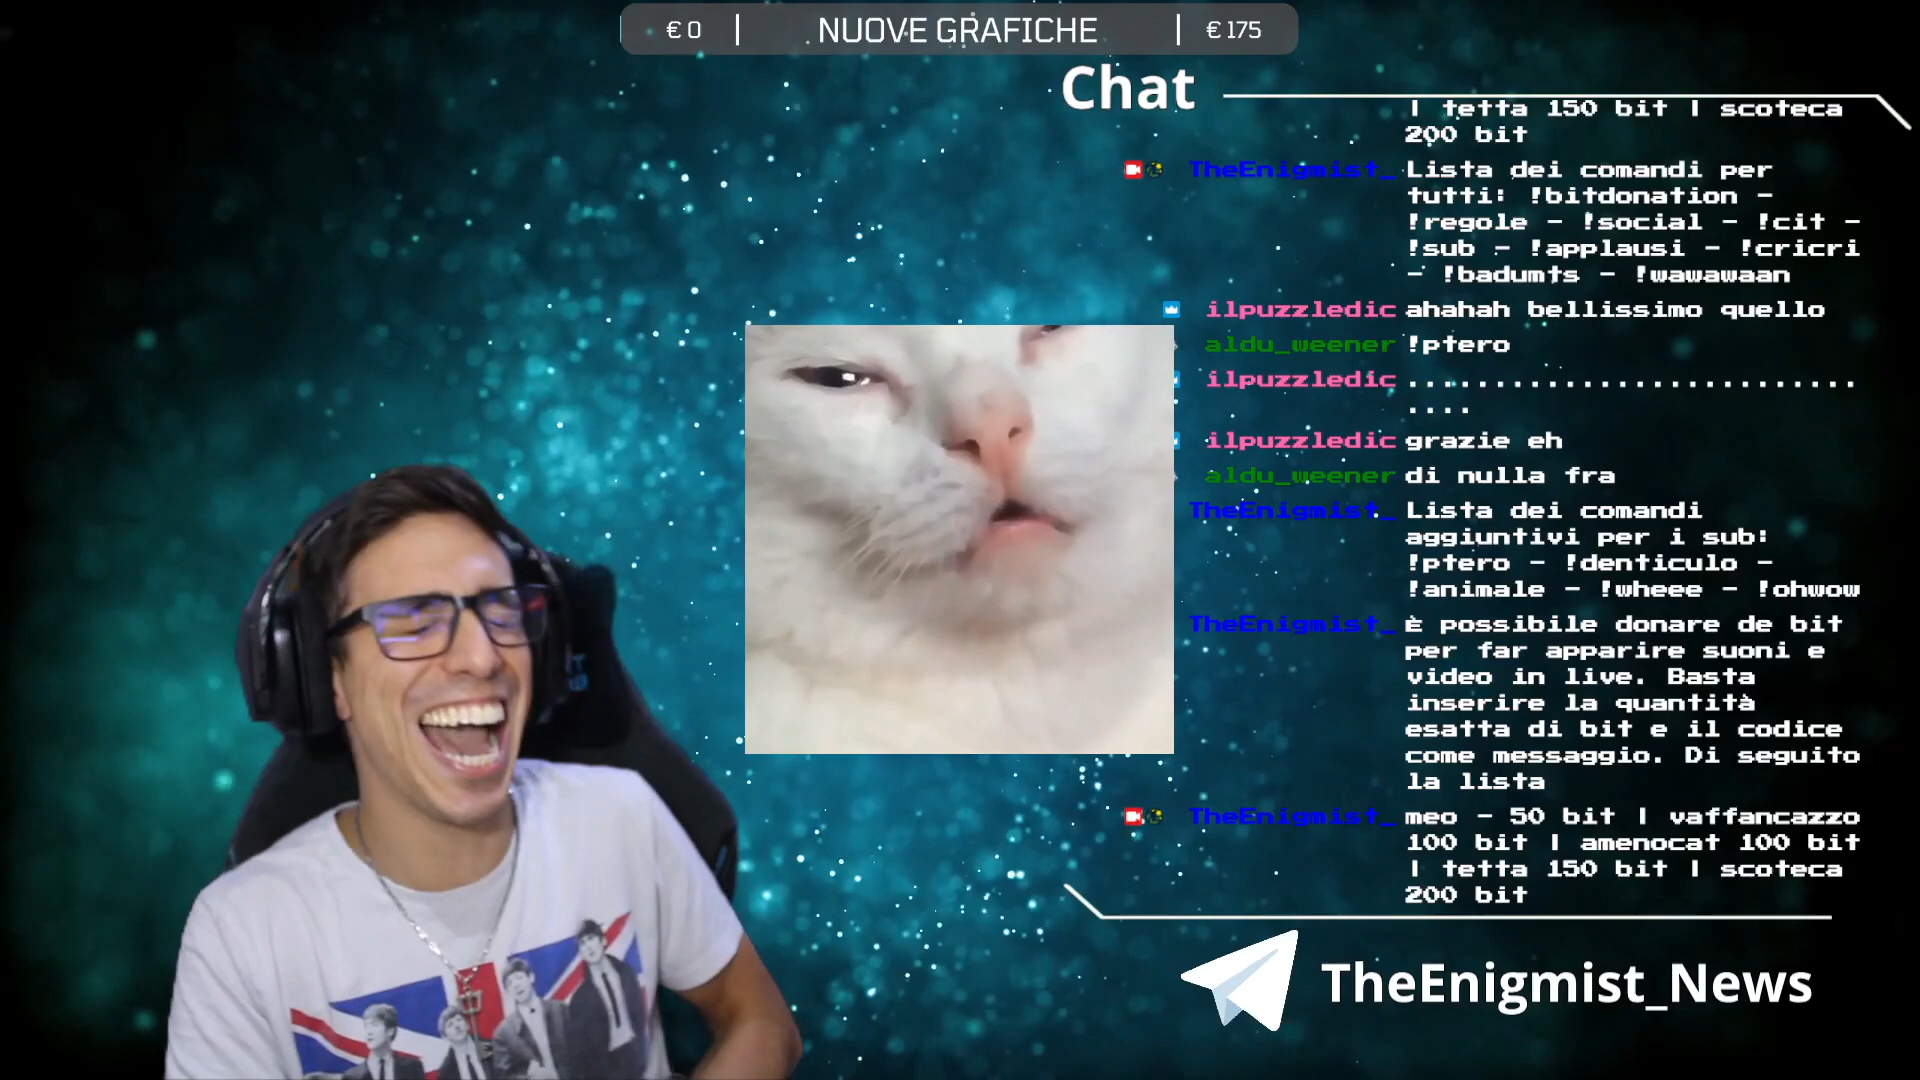 € 0 | NUOVE GRAFICHE | € 175
Chat
| tetta 150 bit | scoteca
200 bit
TheEnigmist_ Lista dei comandi per
tutti: !bitdonation -
!regole - !social - !cit -
!sub - !applausi - !cricri
- !badumts - !wawawaan
ilpuzzledic ahahah bellissimo quello
aldu_weener !ptero
ilpuzzledic ..........................
....
ilpuzzledic grazie eh
aldu_weener di nulla fra
TheEnigmist_ Lista dei comandi
aggiuntivi per i sub:
!ptero - !denticulo -
!animale - !wheee - !ohwow
TheEnigmist_ È possibile donare de bit
per far apparire suoni e
video in live. Basta
inserire la quantità
esatta di bit e il codice
come messaggio. Di seguito
la lista
TheEnigmist_ meo - 50 bit | vaffancazzo
100 bit | amenocat 100 bit
| tetta 150 bit | scoteca
200 bit
TheEnigmist_News